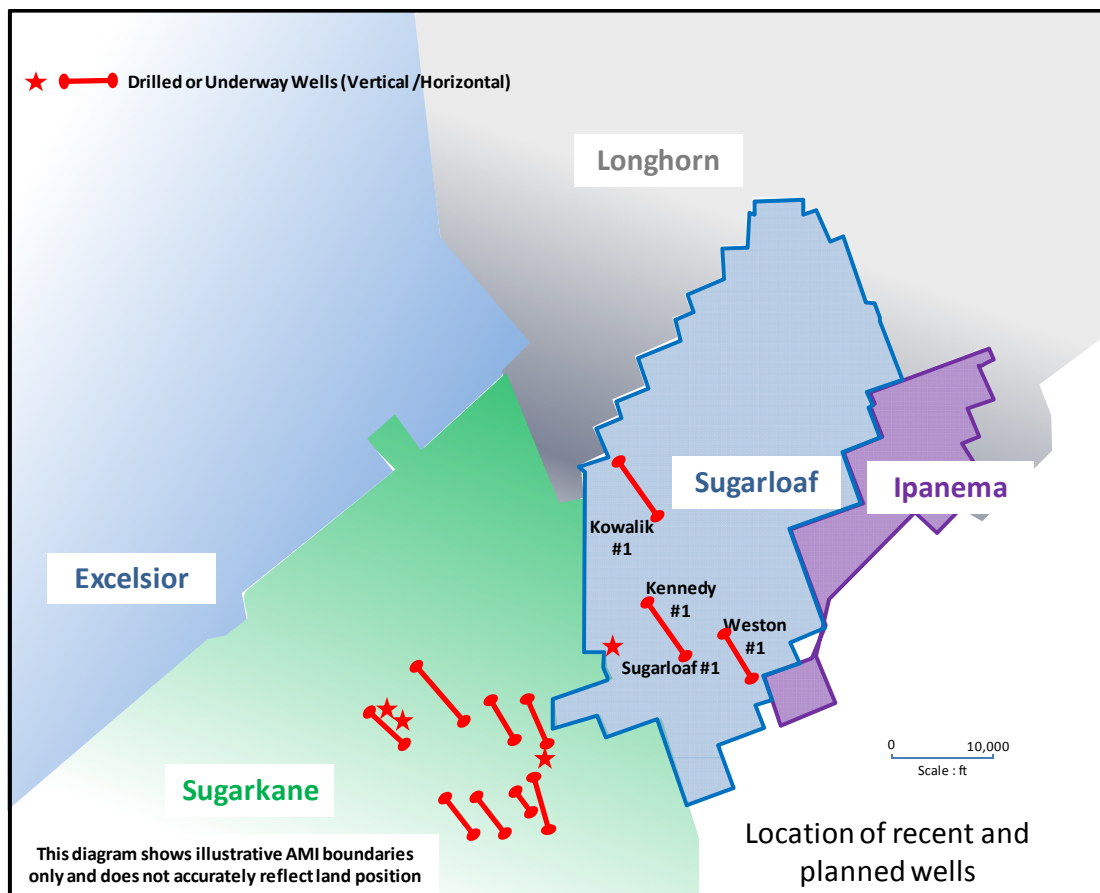 Drilled or Underway Wells (Vertical /Horizontal)
Longhorn
Sugarloaf
Ipanema
Kowalik
#1
Excelsior
Kennedy
#1
Weston
#1
Sugarloaf #1
0
10,000
Scale : ft
Sugarkane
Location of recent and
planned wells
This diagram shows illustrative AMI boundaries
only and does not accurately reflect land position